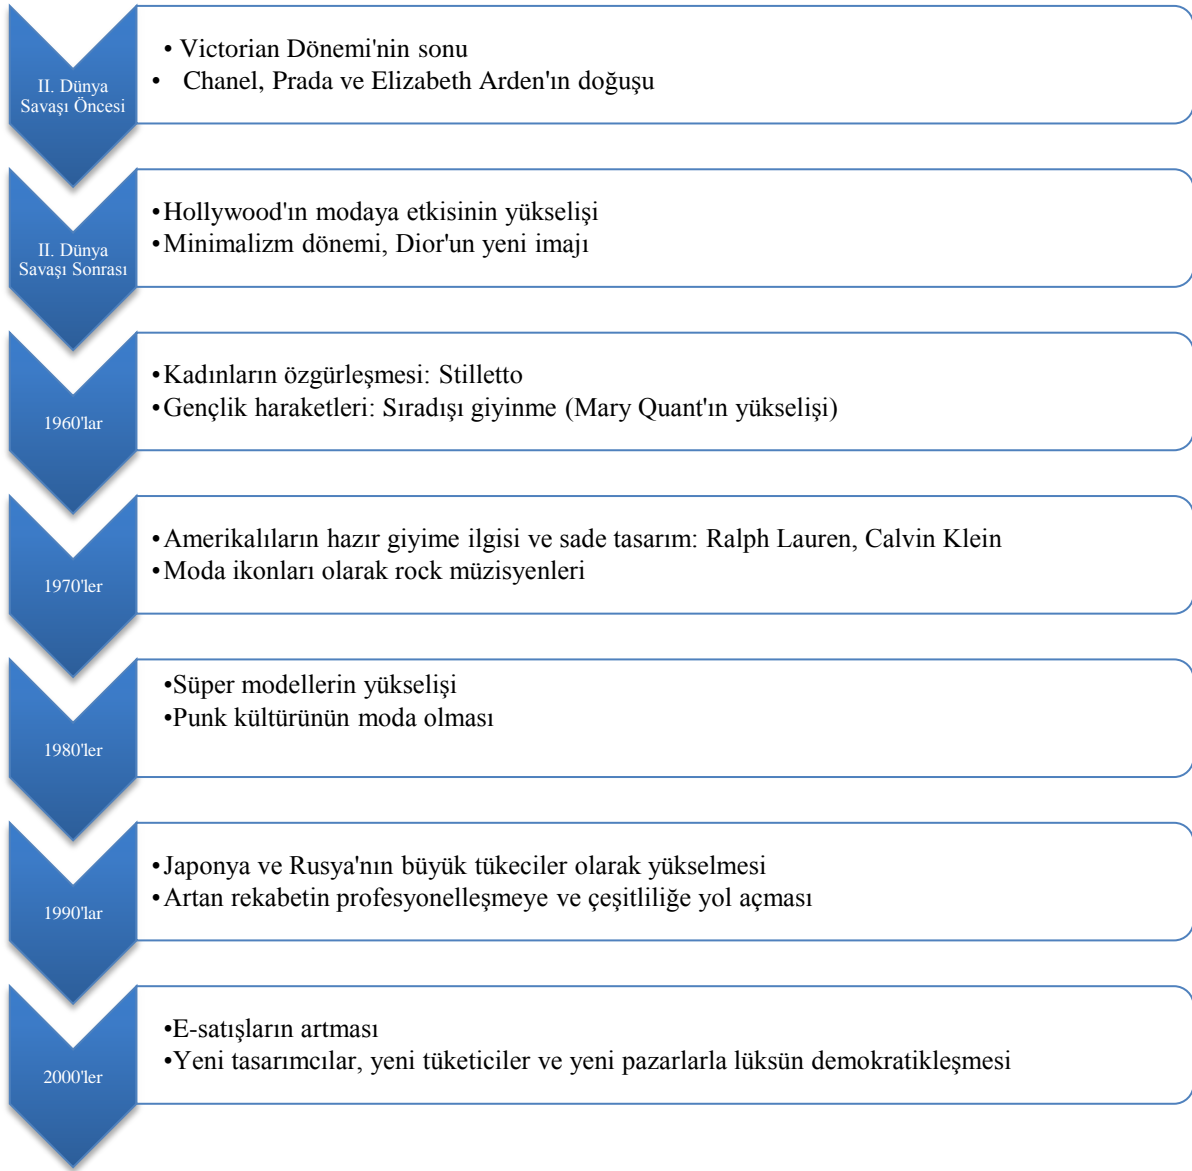 II. Dünya
Savaşı Öncesi
• Victorian Dönemi'nin sonu
• Chanel, Prada ve Elizabeth Arden'ın doğuşu
II. Dünya
Savaşı Sonrası
•Hollywood'ın modaya etkisinin yükselişi
•Minimalizm dönemi, Dior'un yeni imajı
1960'lar
•Kadınların özgürleşmesi: Stilletto
•Gençlik haraketleri: Sıradışı giyinme (Mary Quant'ın yükselişi)
1970'ler
•Amerikalıların hazır giyime ilgisi ve sade tasarım: Ralph Lauren, Calvin Klein
•Moda ikonları olarak rock müzisyenleri
1980'ler
•Süper modellerin yükselişi
•Punk kültürünün moda olması
1990'lar
•Japonya ve Rusya'nın büyük tükeciler olarak yükselmesi
•Artan rekabetin profesyonelleşmeye ve çeşitliliğe yol açması
2000'ler
•E-satışların artması
•Yeni tasarımcılar, yeni tüketiciler ve yeni pazarlarla lüksün demokratikleşmesi